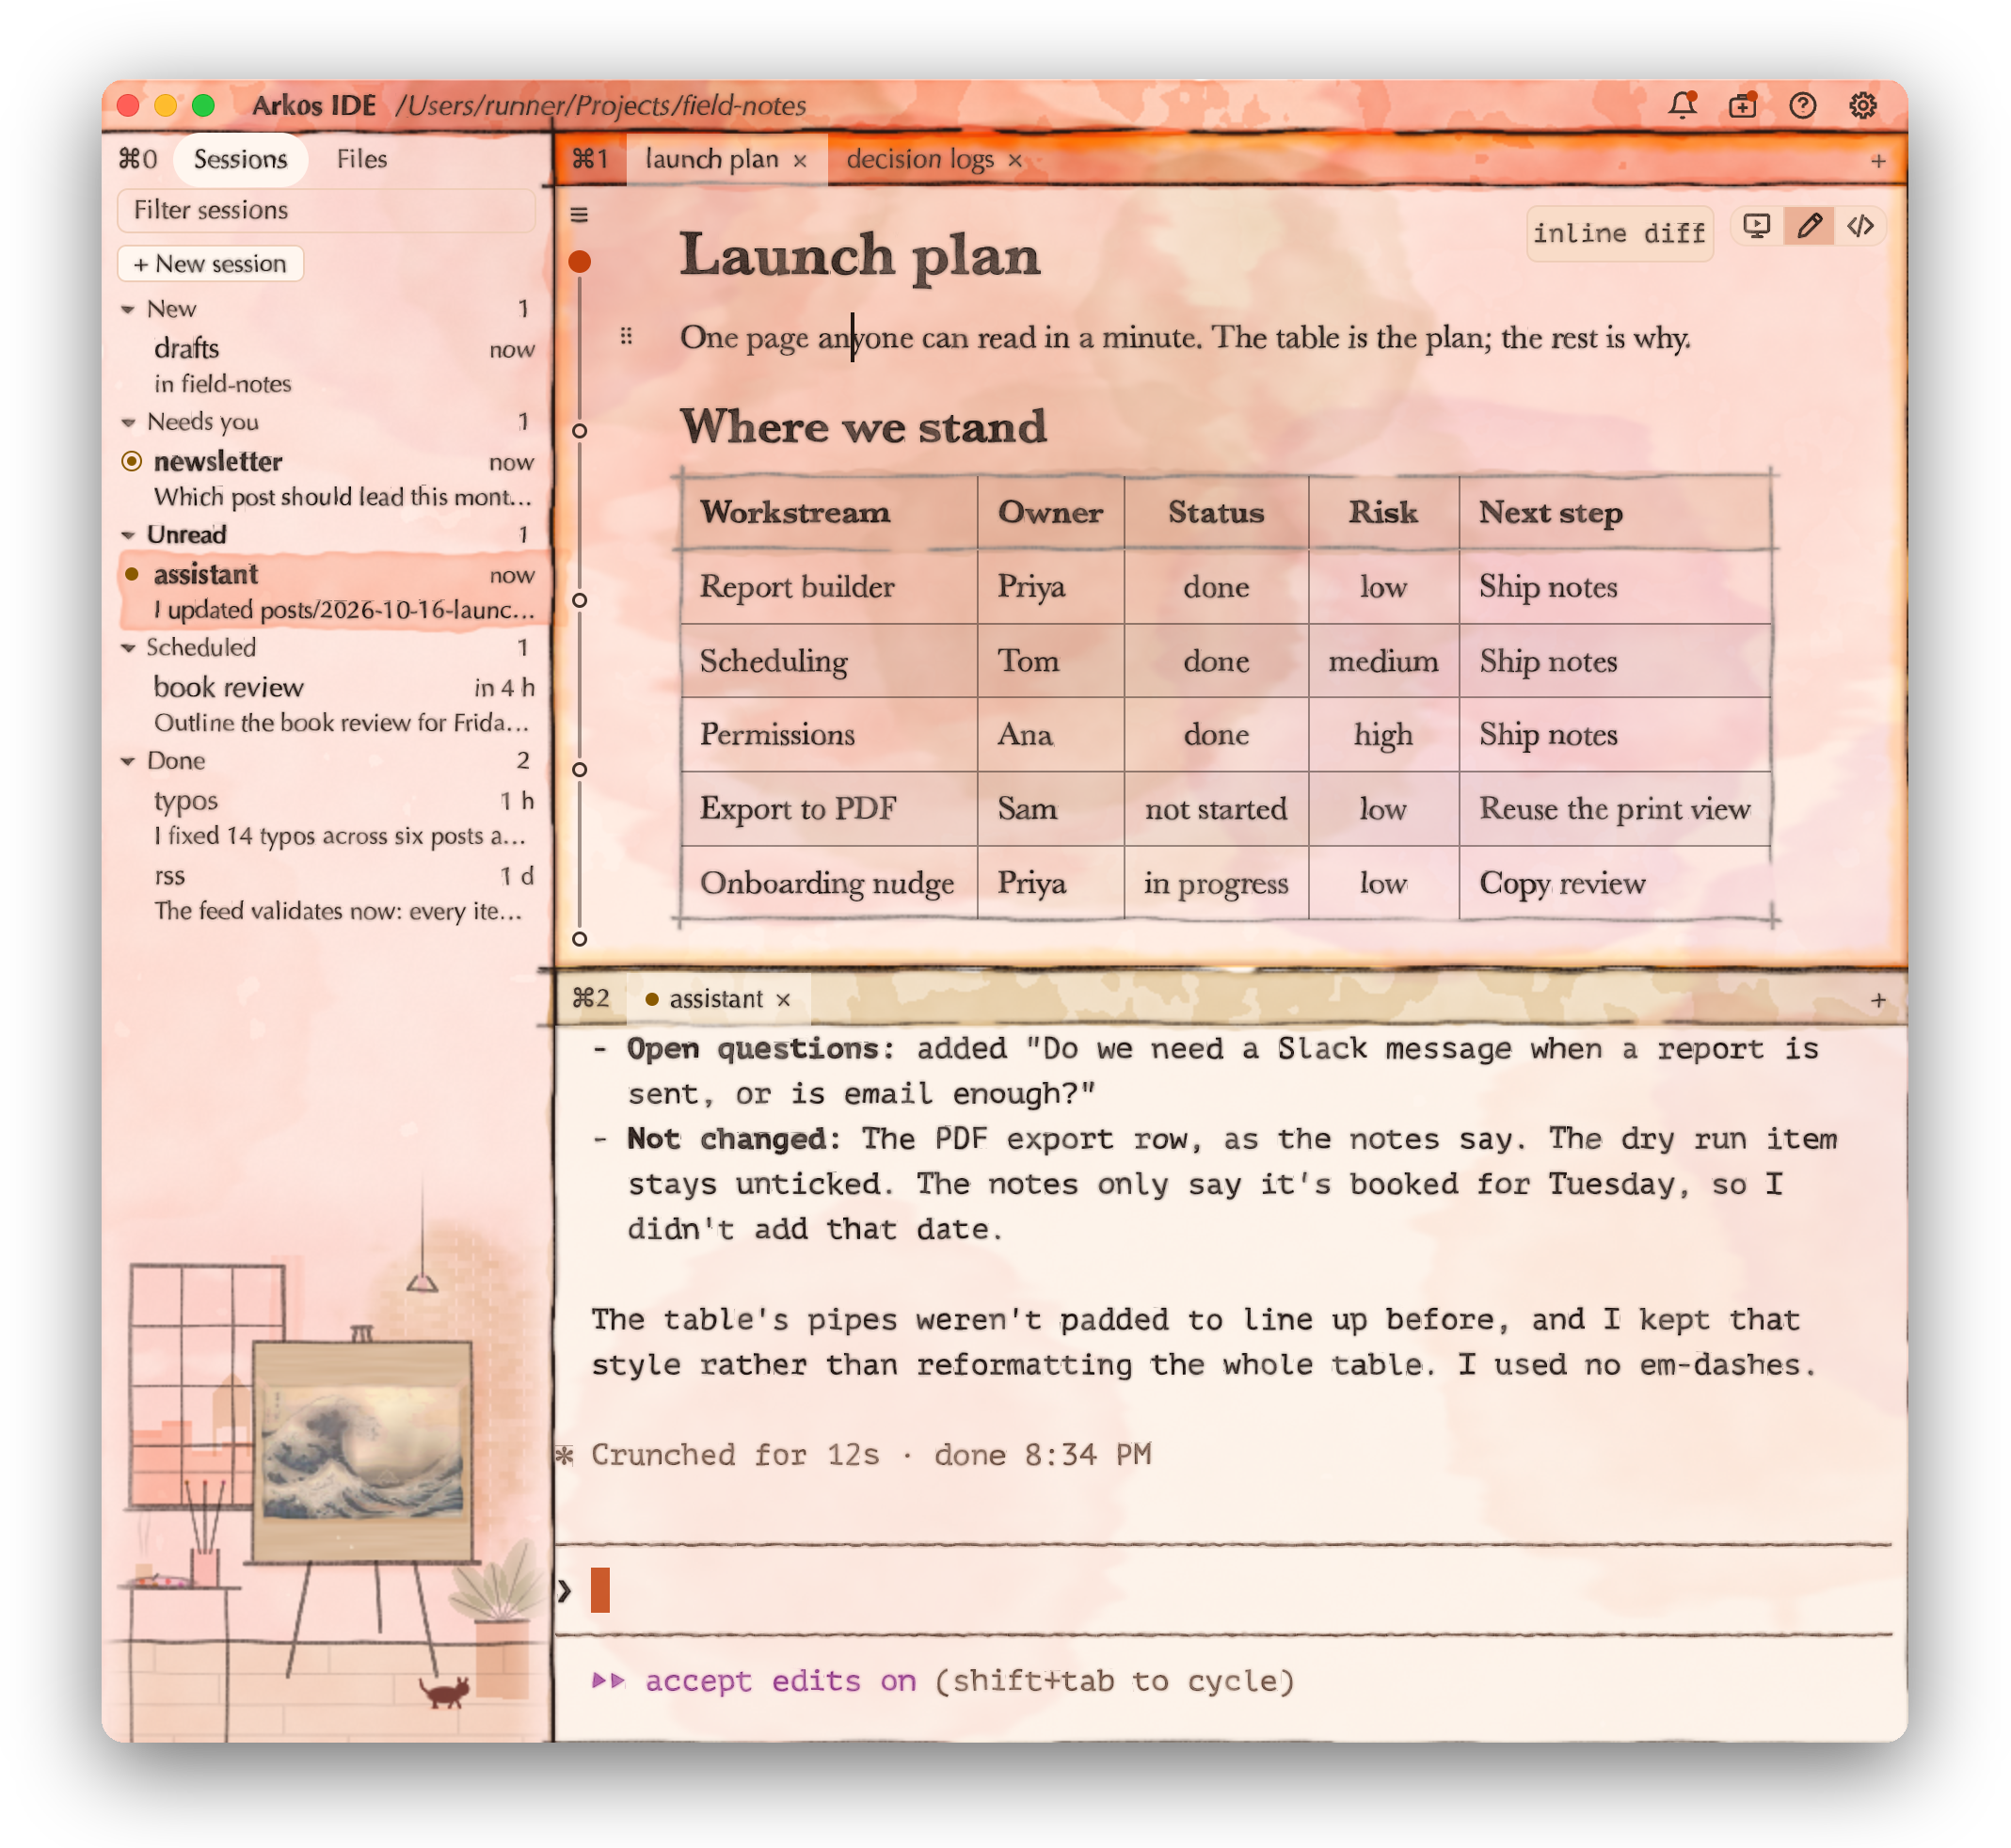 Arkos IDE /Users/runner/Projects/field-notes
⌘0 Sessions Files
Filter sessions
+ New session
New 1
drafts now
in field-notes
Needs you 1
newsletter now
Which post should lead this mont…
Unread 1
assistant now
I updated posts/2026-10-16-launc…
Scheduled 1
book review in 4 h
Outline the book review for Frida…
Done 2
typos 1 h
I fixed 14 typos across six posts a…
rss 1 d
The feed validates now: every ite…
⌘1 launch plan × decision logs × +
inline diff
Launch plan
One page anyone can read in a minute. The table is the plan; the rest is why.
Where we stand
Workstream Owner Status Risk Next step
Report builder Priya done low Ship notes
Scheduling Tom done medium Ship notes
Permissions Ana done high Ship notes
Export to PDF Sam not started low Reuse the print view
Onboarding nudge Priya in progress low Copy review
⌘2 assistant × +
- Open questions: added "Do we need a Slack message when a report is
sent, or is email enough?"
- Not changed: The PDF export row, as the notes say. The dry run item
stays unticked. The notes only say it's booked for Tuesday, so I
didn't add that date.
The table's pipes weren't padded to line up before, and I kept that
style rather than reformatting the whole table. I used no em-dashes.
✻ Crunched for 12s · done 8:34 PM
❯
⏵⏵ accept edits on (shift+tab to cycle)